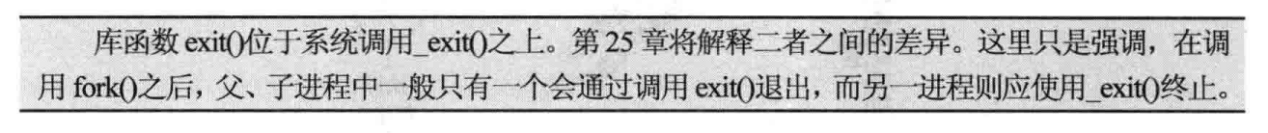 库函数 exit()位于系统调用_exit()之上。第 25 章将解释二者之间的差异。这里只是强调，在调
用 fork()之后，父、子进程中一般只有一个会通过调用 exit()退出，而另一进程则应使用_exit()终止。